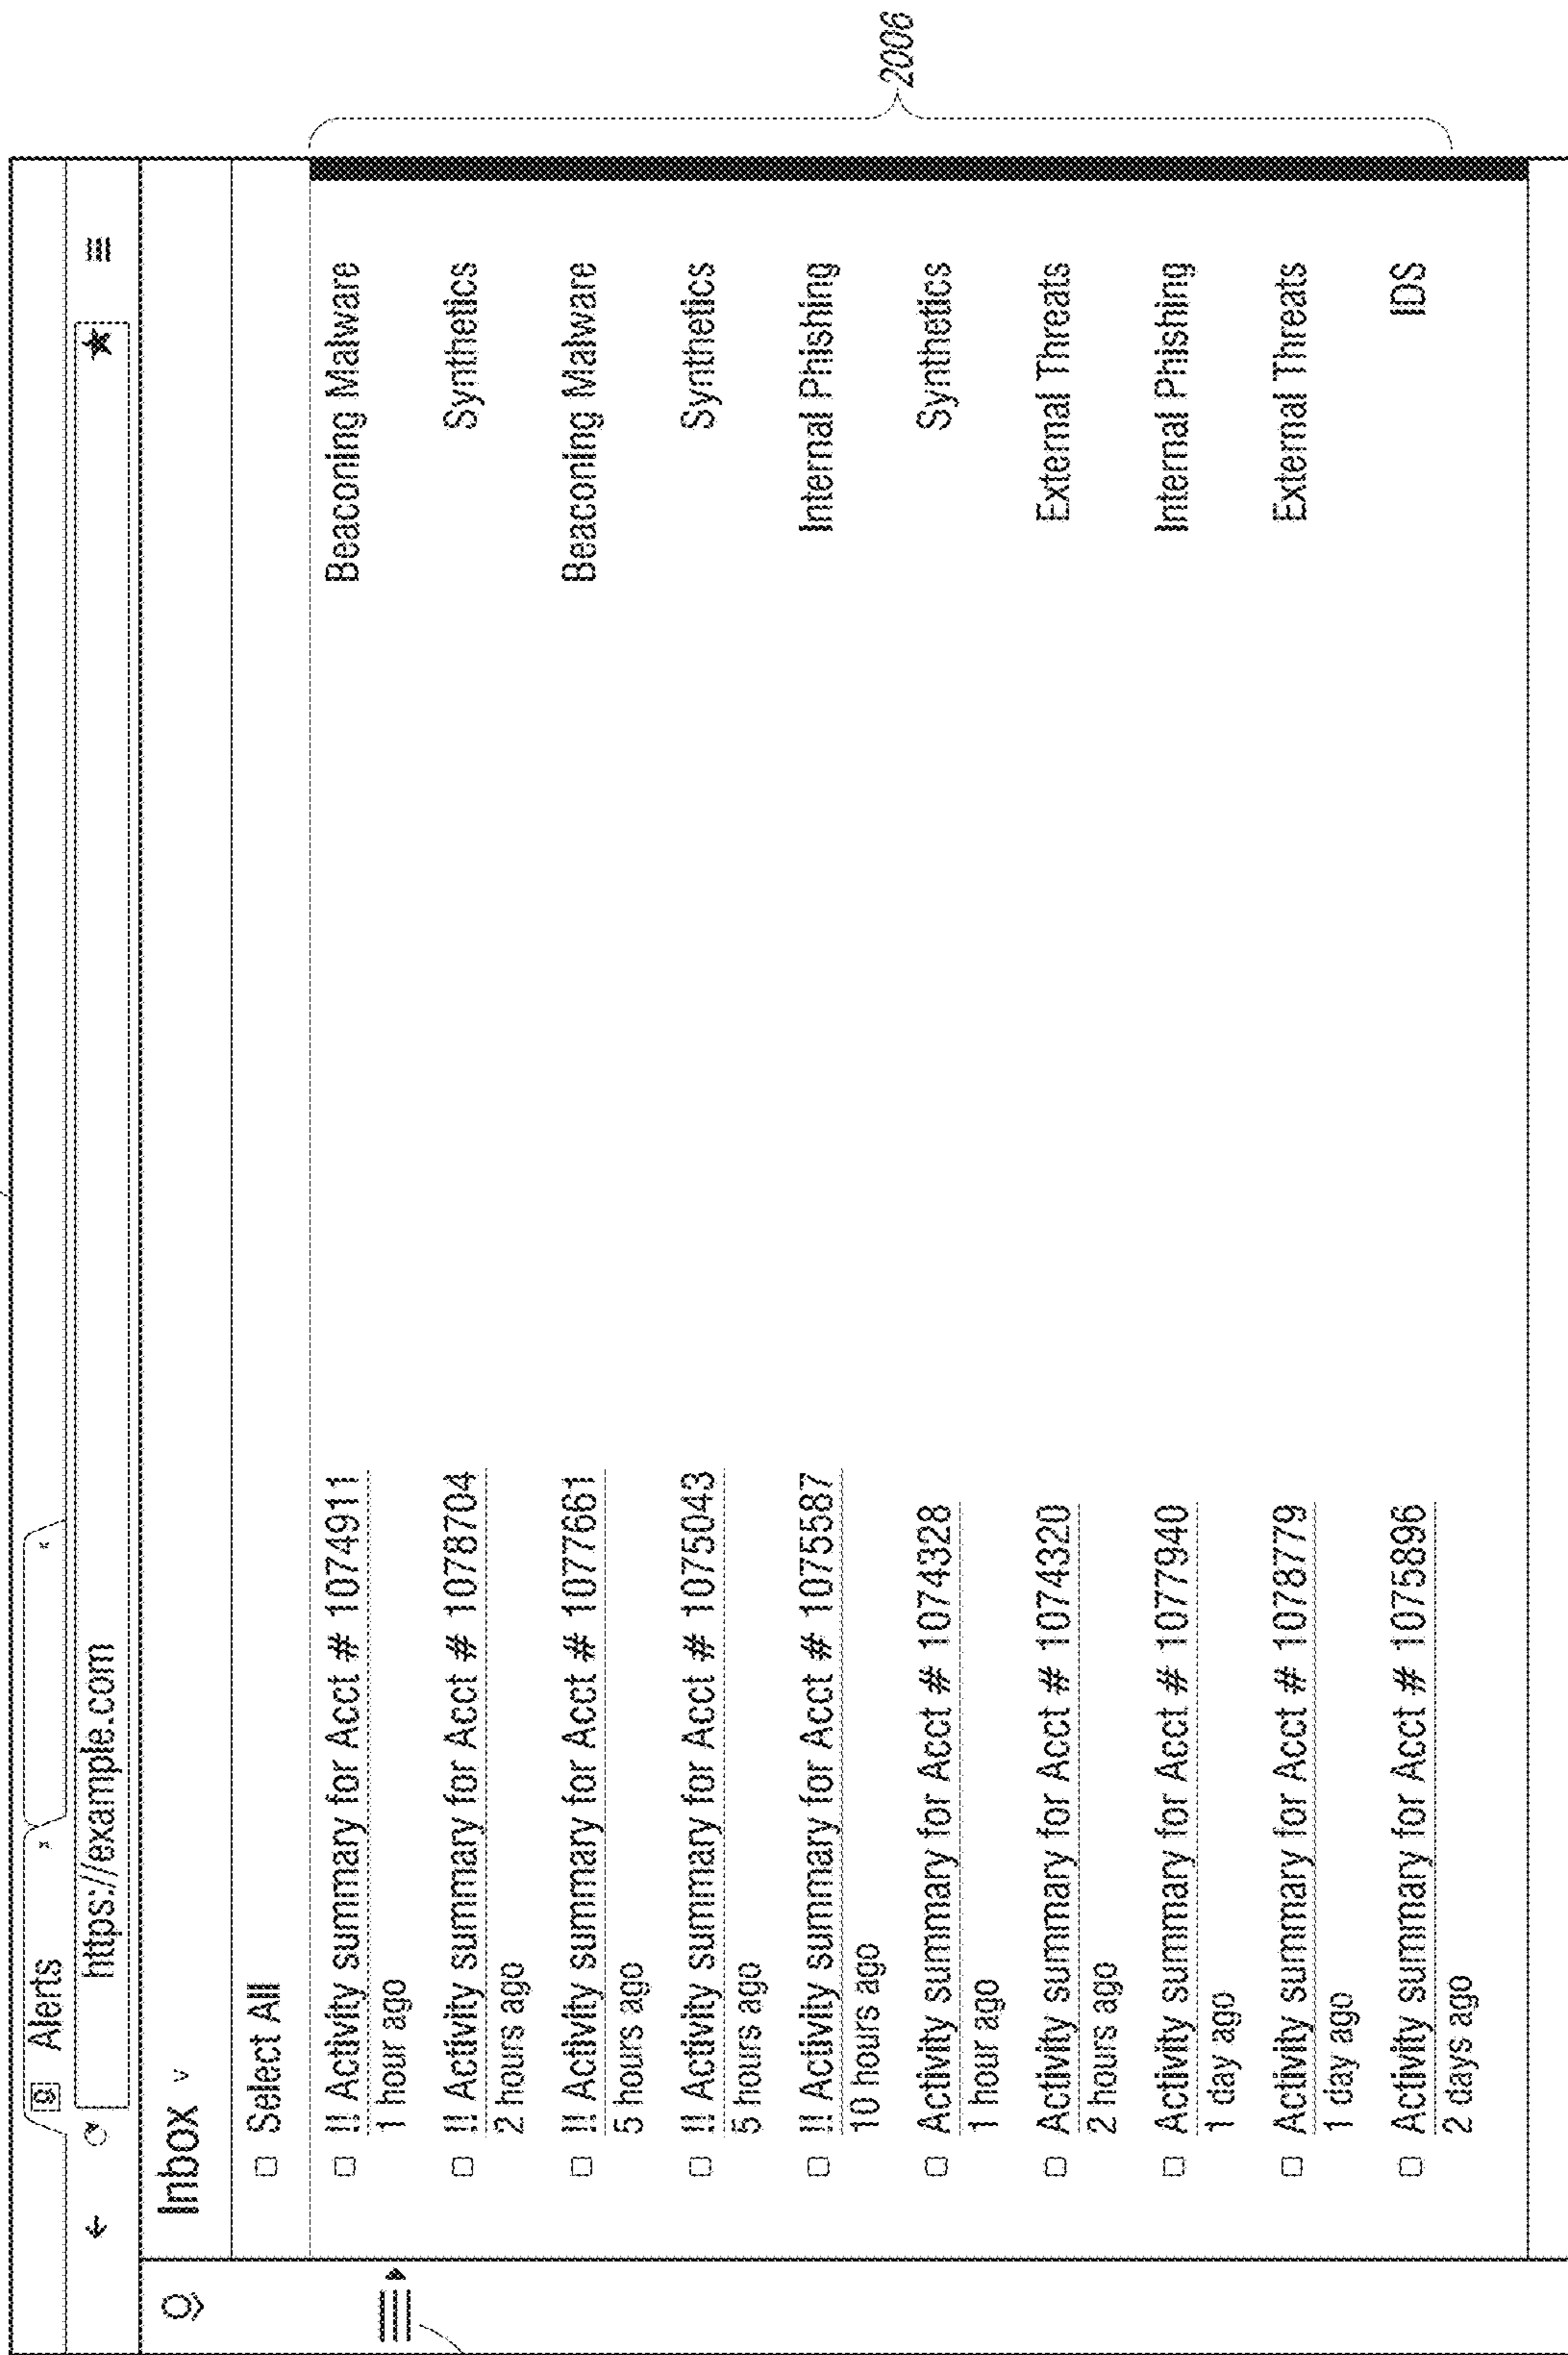 Alerts
https://example.com
Inbox v
Select All
!!! Activity summary for Acct # 1074911 Beaconing Malware
1 hour ago
!!! Activity summary for Acct # 1078704 Synthetics
2 hours ago
!!! Activity summary for Acct # 1077661 Beaconing Malware
5 hours ago
!!! Activity summary for Acct # 1075043 Synthetics
5 hours ago
!!! Activity summary for Acct # 1075587 Internal Phishing
10 hours ago
Activity summary for Acct # 1074328 Synthetics
1 hour ago
Activity summary for Acct # 1074320 External Threats
2 hours ago
Activity summary for Acct # 1077940 Internal Phishing
1 day ago
Activity summary for Acct # 1078779 External Threats
1 day ago
Activity summary for Acct # 1075896 IDS
2 days ago
2006